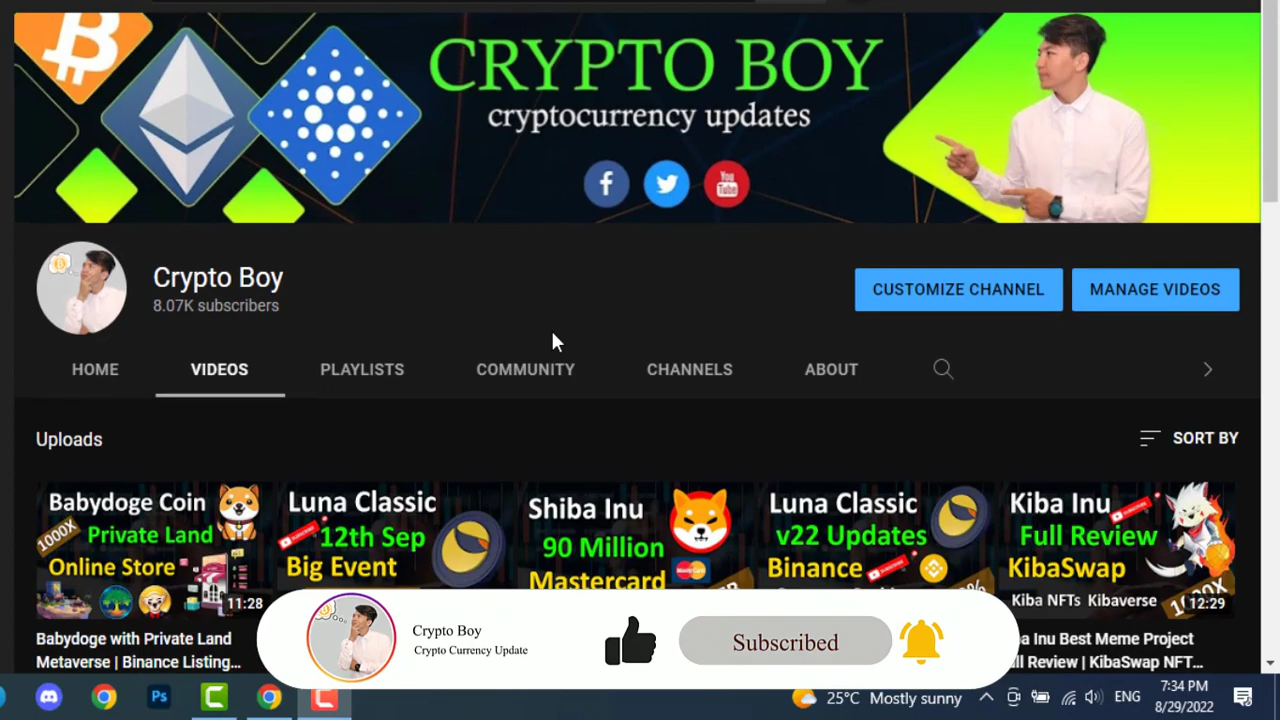 CRYPTO BOY
cryptocurrency updates
You
Tube
Crypto Boy
8.07K subscribers
CUSTOMIZE CHANNEL
MANAGE VIDEOS
HOME
VIDEOS
PLAYLISTS
COMMUNITY
CHANNELS
ABOUT
Uploads
SORT BY
Babydoge Coin
1000X
Private Land
Online Store
11:28
Babydoge with Private Land
Metaverse | Binance Listing...
Luna Classic
12th Sep
Big Event
Shiba Inu
90 Million
Mastercard
Luna Classic
v22 Updates
Binance
Kiba Inu
Full Review
KibaSwap
Kiba NFTs Kibaverse
12:29
Inu Best Meme Project
Review | KibaSwap NFT...
Crypto Boy
Crypto Currency Update
Subscribed
Ps
25°C Mostly sunny
ENG
7:34 PM
8/29/2022